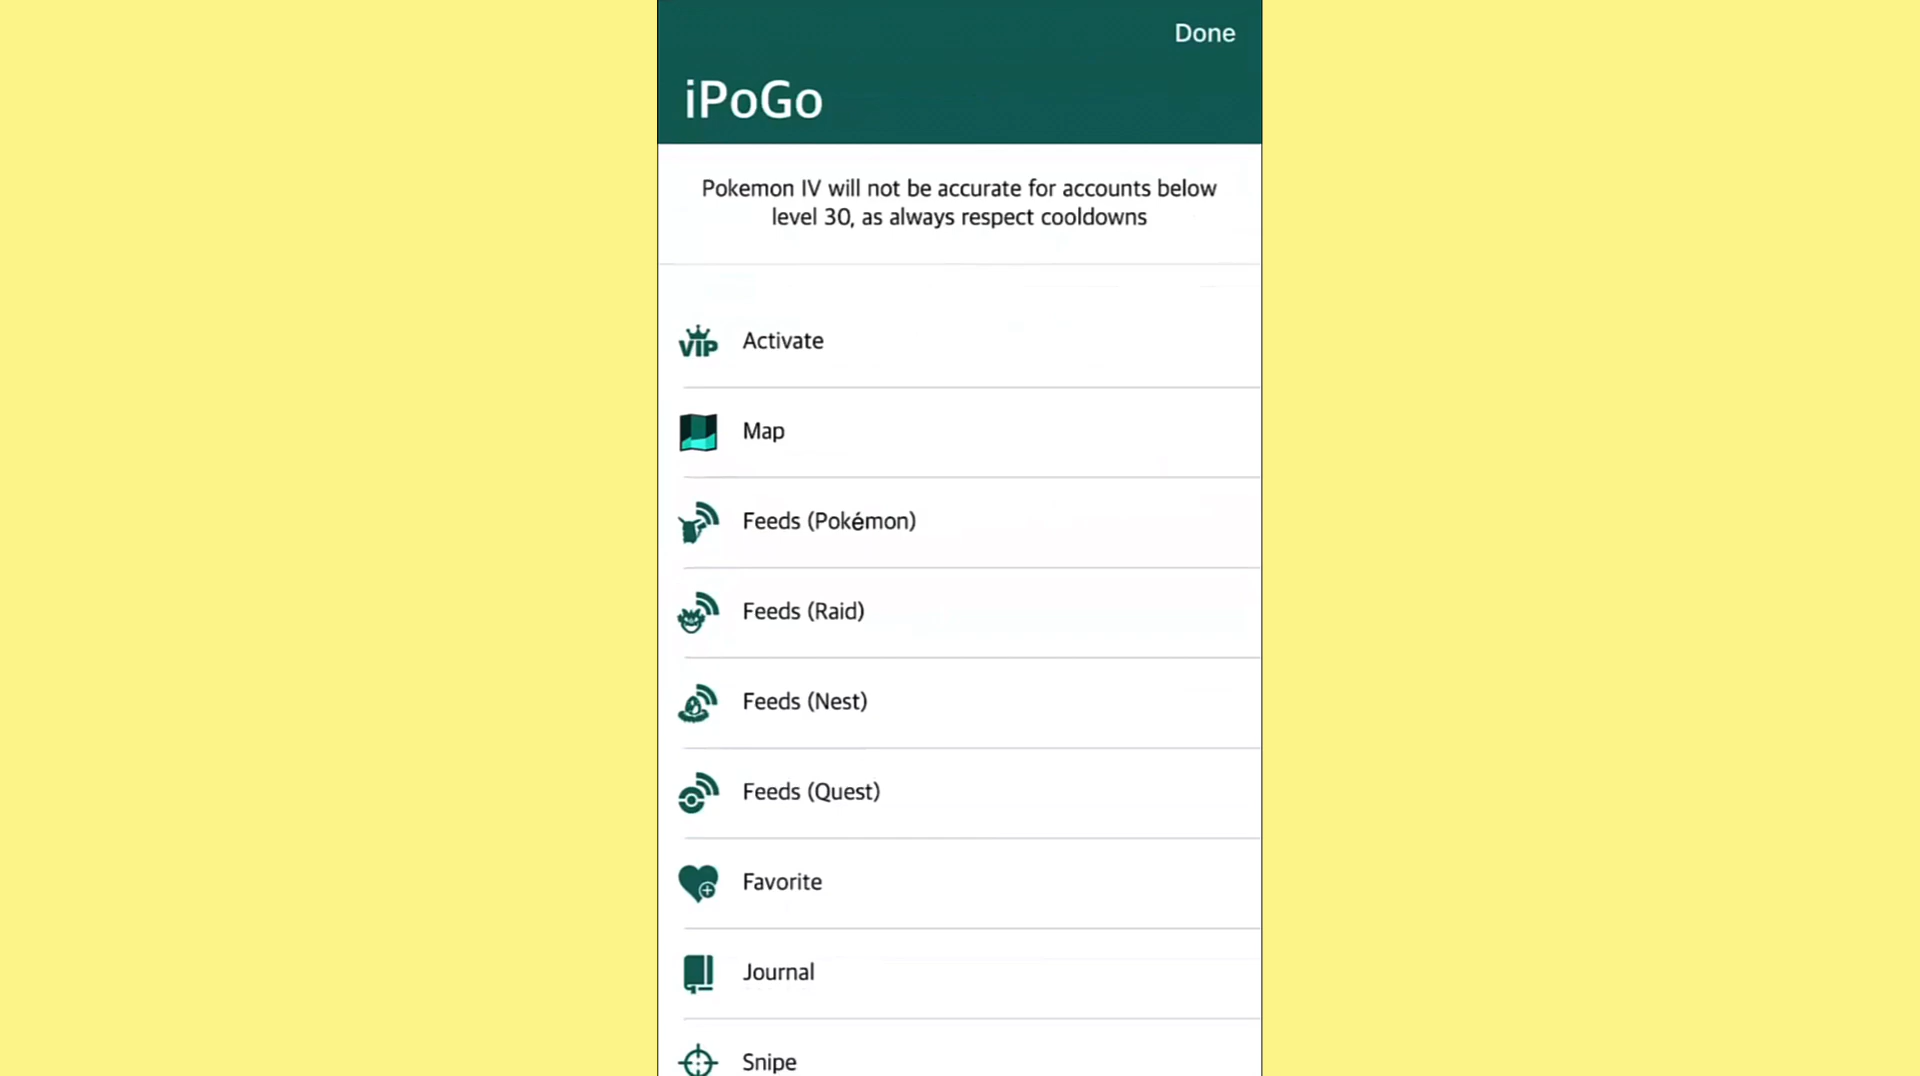 Done
iPoGo
Pokemon IV will not be accurate for accounts below
level 30, as always respect cooldowns
VIP Activate
Map
Feeds (Pokémon)
Feeds (Raid)
Feeds (Nest)
Feeds (Quest)
Favorite
Journal
Snipe